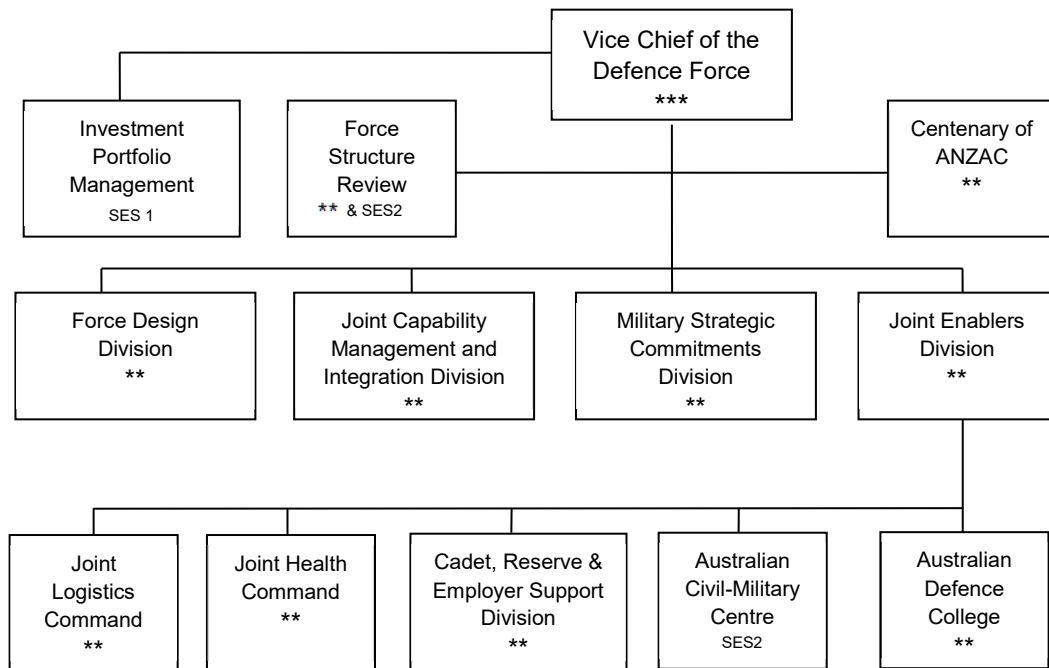 Vice Chief of the
Defence Force
***
Investment
Portfolio
Management
SES 1
Force
Structure
Review
** & SES2
Centenary of
ANZAC
**
Force Design
Division
**
Joint Capability
Management and
Integration Division
**
Military Strategic
Commitments
Division
**
Joint Enablers
Division
**
Joint
Logistics
Command
**
Joint Health
Command
**
Cadet, Reserve &
Employer Support
Division
**
Australian
Civil-Military
Centre
SES2
Australian
Defence
College
**